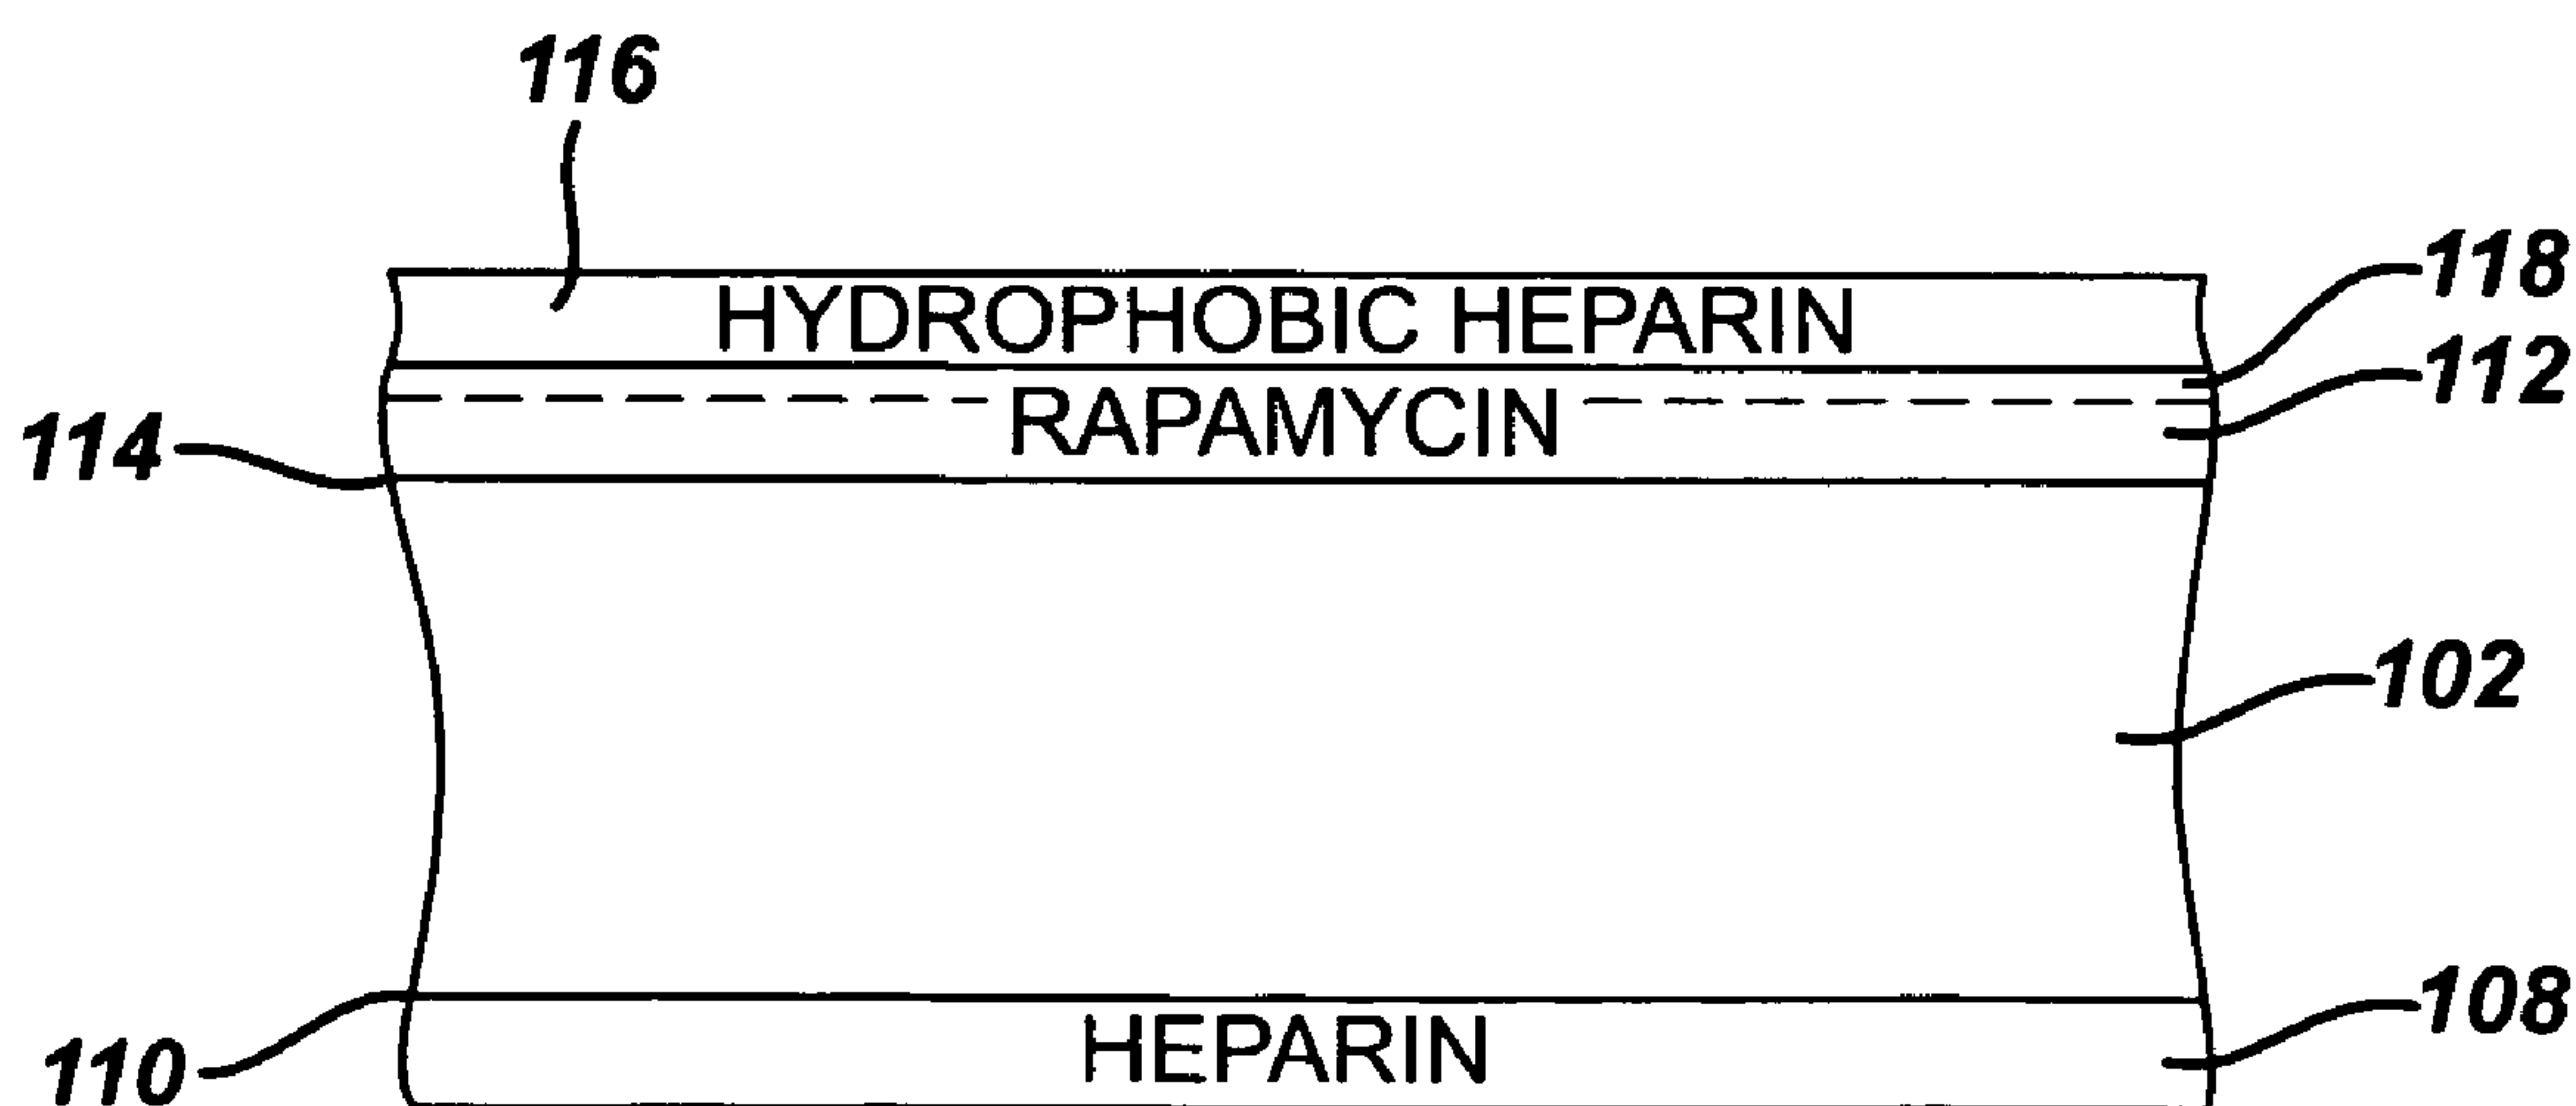 116
HYDROPHOBIC HEPARIN
118
RAPAMYCIN
112
114
102
HEPARIN
108
110